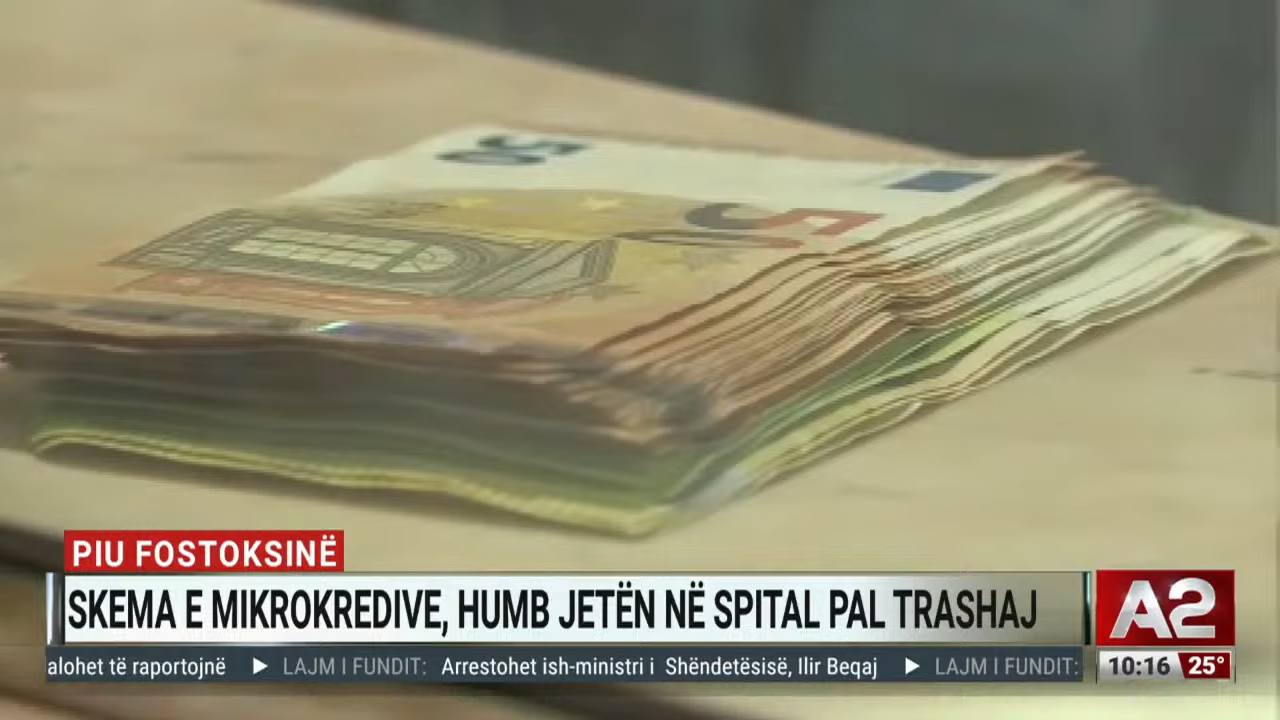 50
PIU FOSTOKSINË
SKEMA E MIKROKREDIVE, HUMB JETËN NË SPITAL PAL TRASHAJ
A2
alohet të raportojnë ▶ LAJM I FUNDIT: Arrestohet ish-ministri i Shëndetësisë, Ilir Beqaj ▶ LAJM I FUNDIT:
10:16 25°